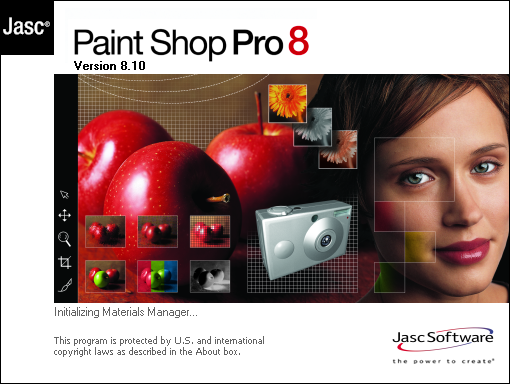 Jasc®
Paint Shop Pro 8
Version 8.10
Initializing Materials Manager...
This program is protected by U.S. and international
copyright laws as described in the About box.
Jasc Software
the power to create®